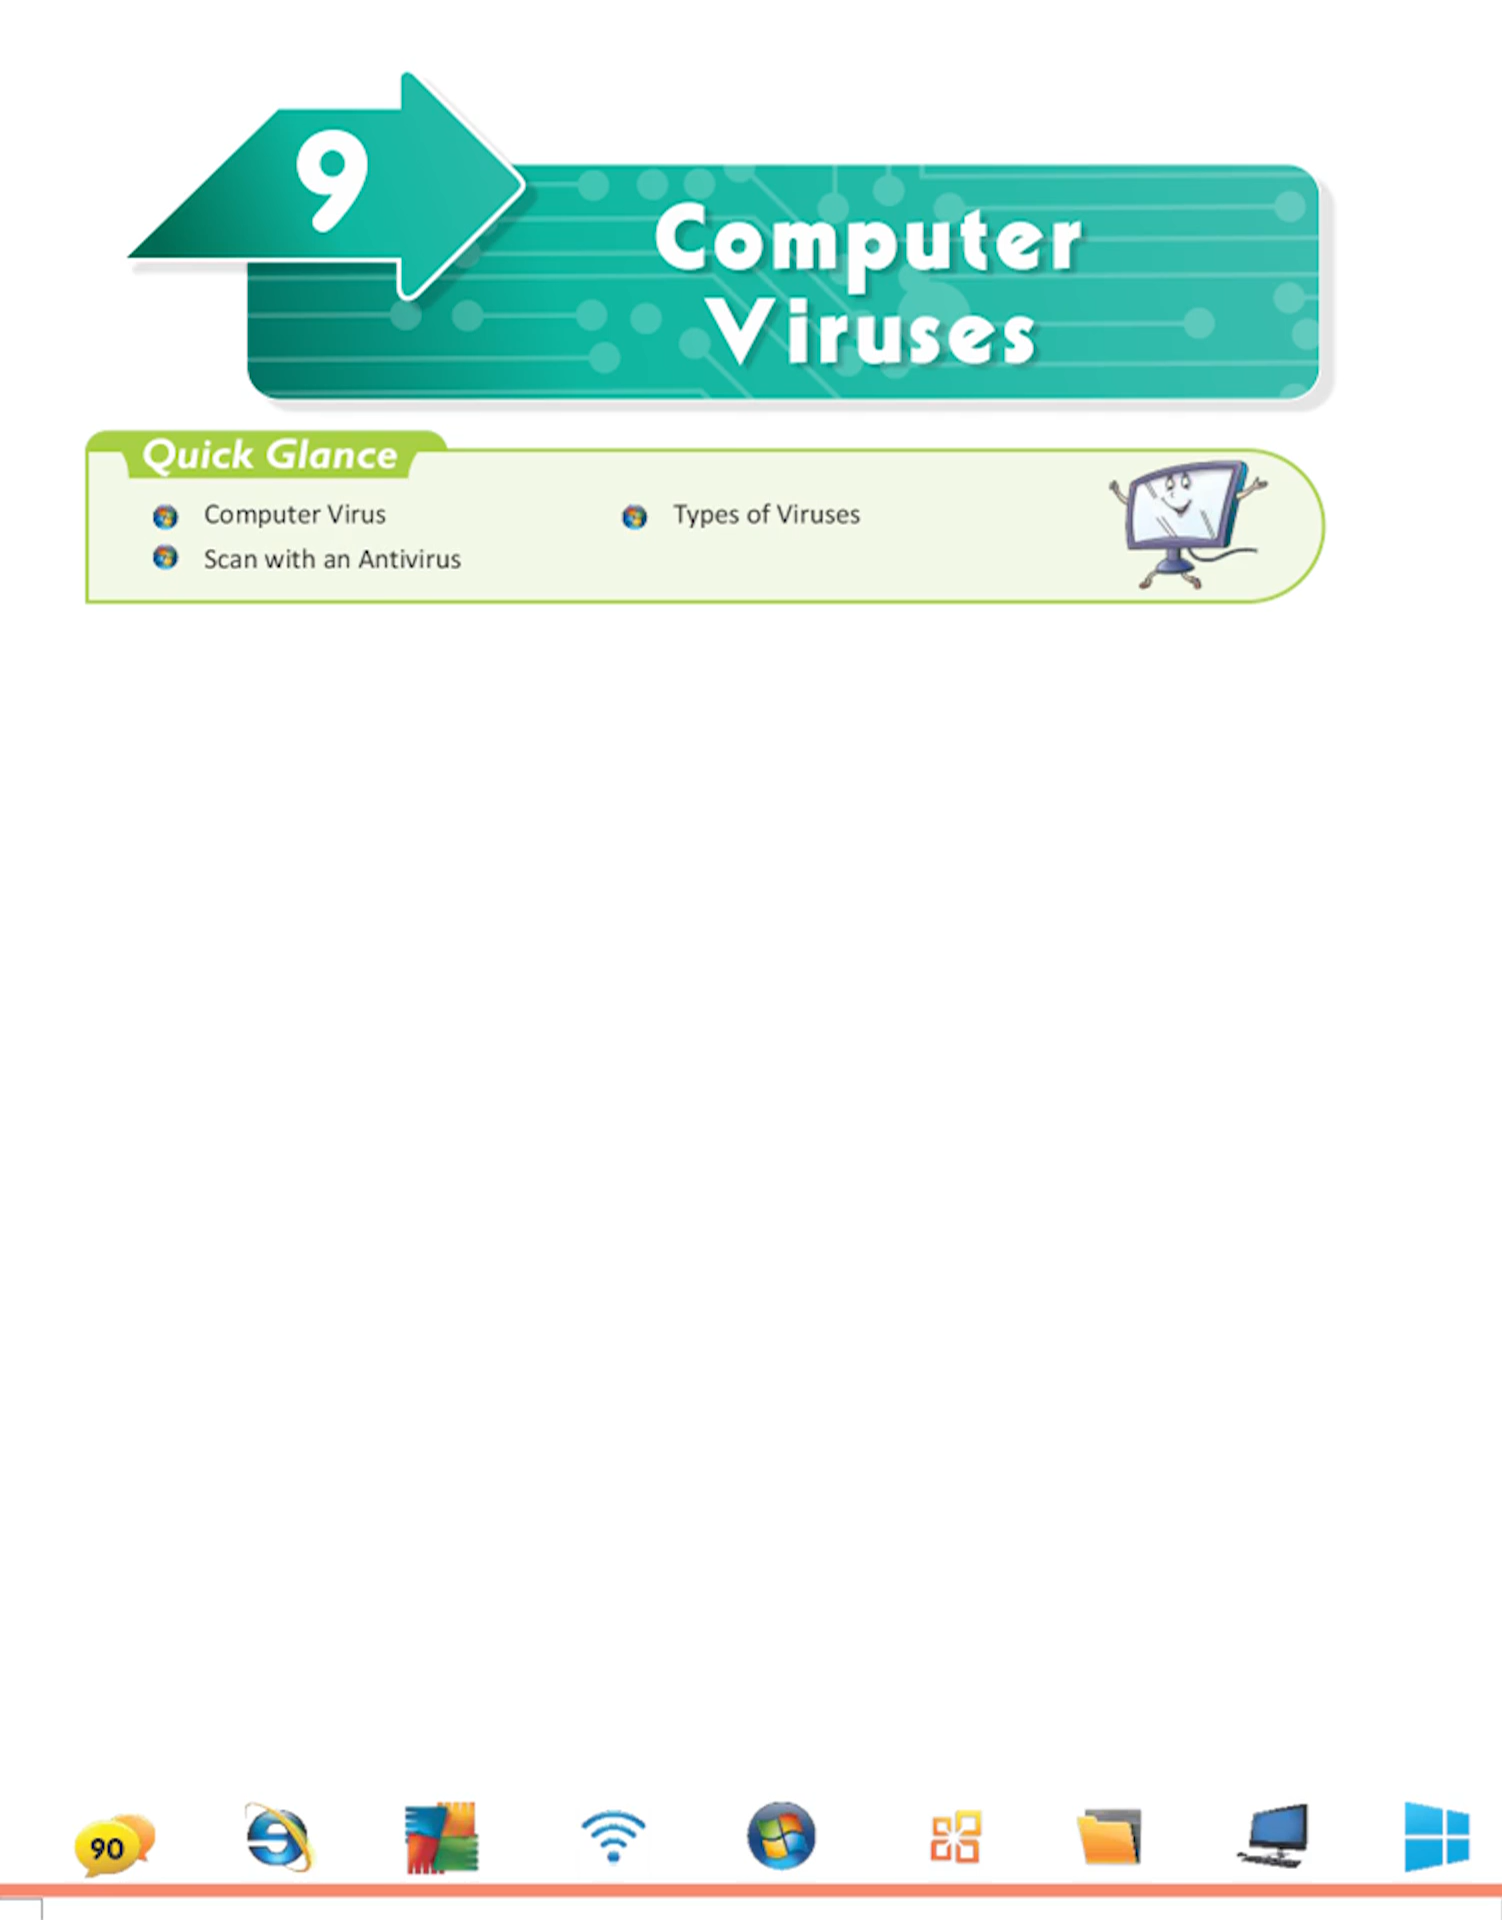 9
Computer
Viruses
Quick Glance
Computer Virus
Types of Viruses
Scan with an Antivirus
90